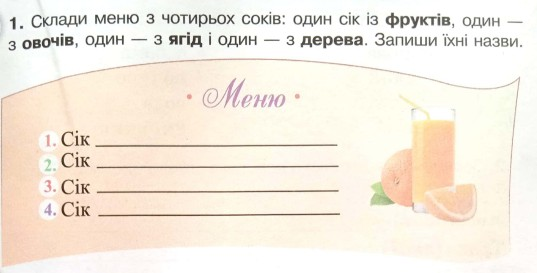 1. Склади меню з чотирьох соків: один сік із фруктів, один —
з овочів, один — з ягід і один — з дерева. Запиши їхні назви.
• Меню •
1. Сік
2. Сік
3. Сік
4. Сік